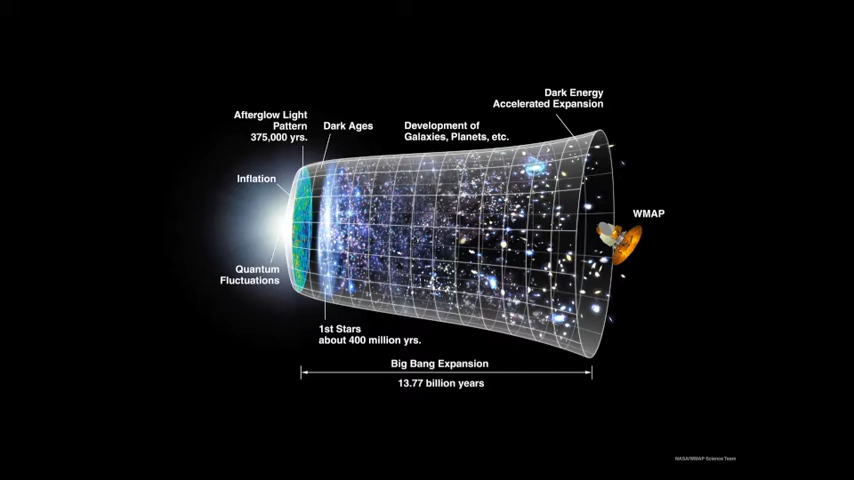 Dark Energy
Accelerated Expansion
Afterglow Light
Pattern
375,000 yrs.
Dark Ages
Development of
Galaxies, Planets, etc.
Inflation
WMAP
Quantum
Fluctuations
1st Stars
about 400 million yrs.
Big Bang Expansion
13.77 billion years
NASA/WMAP Science Team